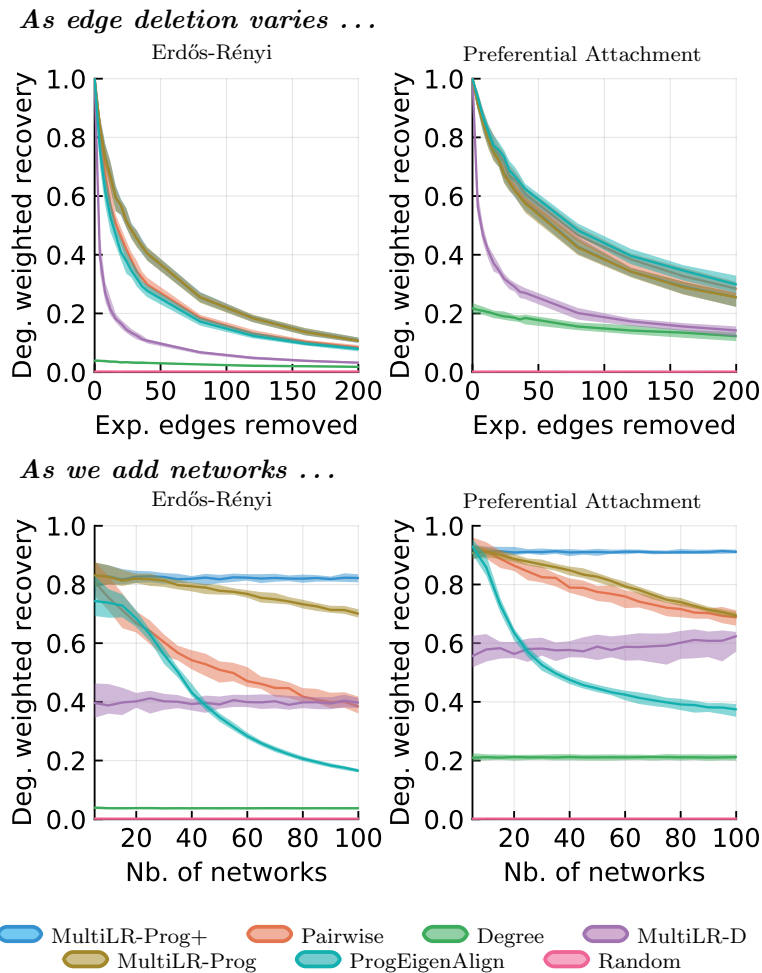 As edge deletion varies ...
Erdős-Rényi
Preferential Attachment
Deg. weighted recovery
1.0
0.8
0.6
0.4
0.2
0.0
0 50 100 150 200
Exp. edges removed
Deg. weighted recovery
1.0
0.8
0.6
0.4
0.2
0.0
0 50 100 150 200
Exp. edges removed
As we add networks ...
Erdős-Rényi
Preferential Attachment
Deg. weighted recovery
1.0
0.8
0.6
0.4
0.2
0.0
20 40 60 80 100
Nb. of networks
Deg. weighted recovery
1.0
0.8
0.6
0.4
0.2
0.0
20 40 60 80 100
Nb. of networks
MultiLR-Prog+ Pairwise Degree MultiLR-D
MultiLR-Prog ProgEigenAlign Random